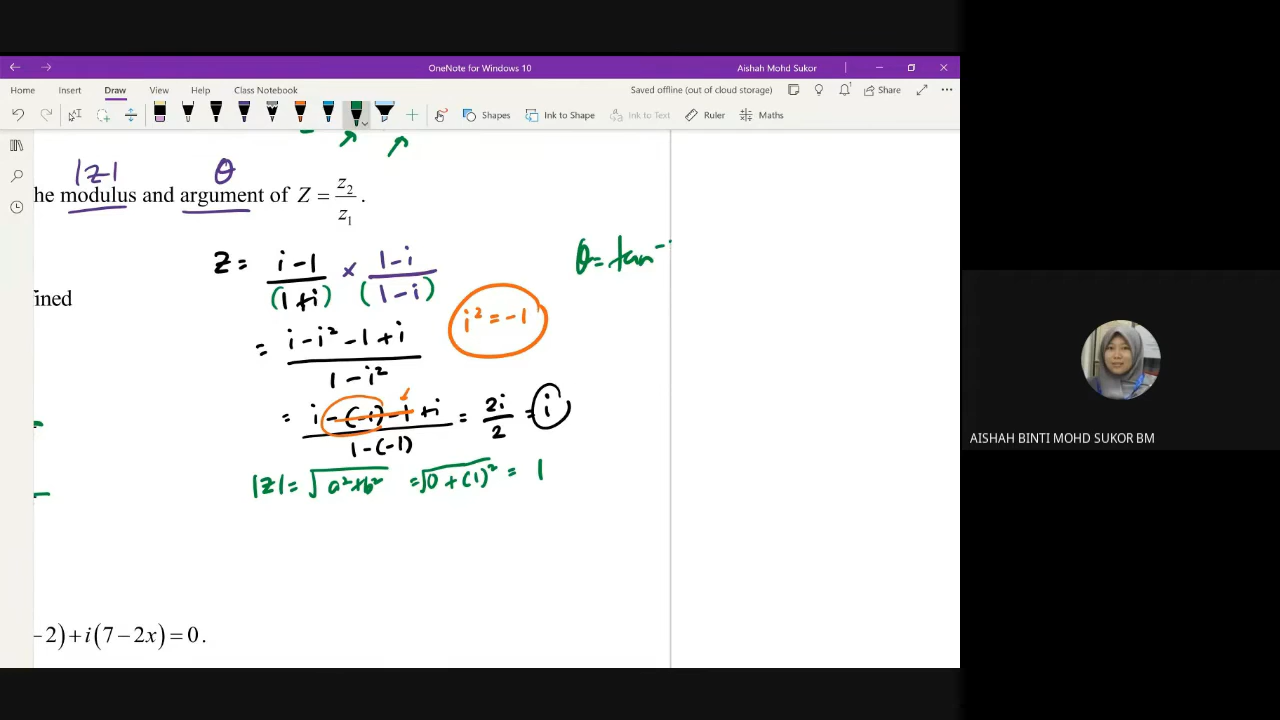 OneNote for Windows 10
Aishah Mohd Sukor
Home Insert Draw View Help Class Notebook
Saved offline (out of cloud storage)
Share
Shapes
Ink to Shape
Ink to Text
Ruler
Maths
|z| θ
he modulus and argument of Z = z₂/z₁.
Z = (i-1)/(1+i) × (1-i)/(1-i)
θ = tan⁻
ined
= (i - i² - 1 + i)/(1 - i²)
i² = -1
= (i - (-1) - 1 + i)/(1 - (-1)) = 2i/2 = i
|z| = √(a²+b²) = √(0 + (1)²) = 1
-2) + i(7 - 2x) = 0.
AISHAH BINTI MOHD SUKOR BM